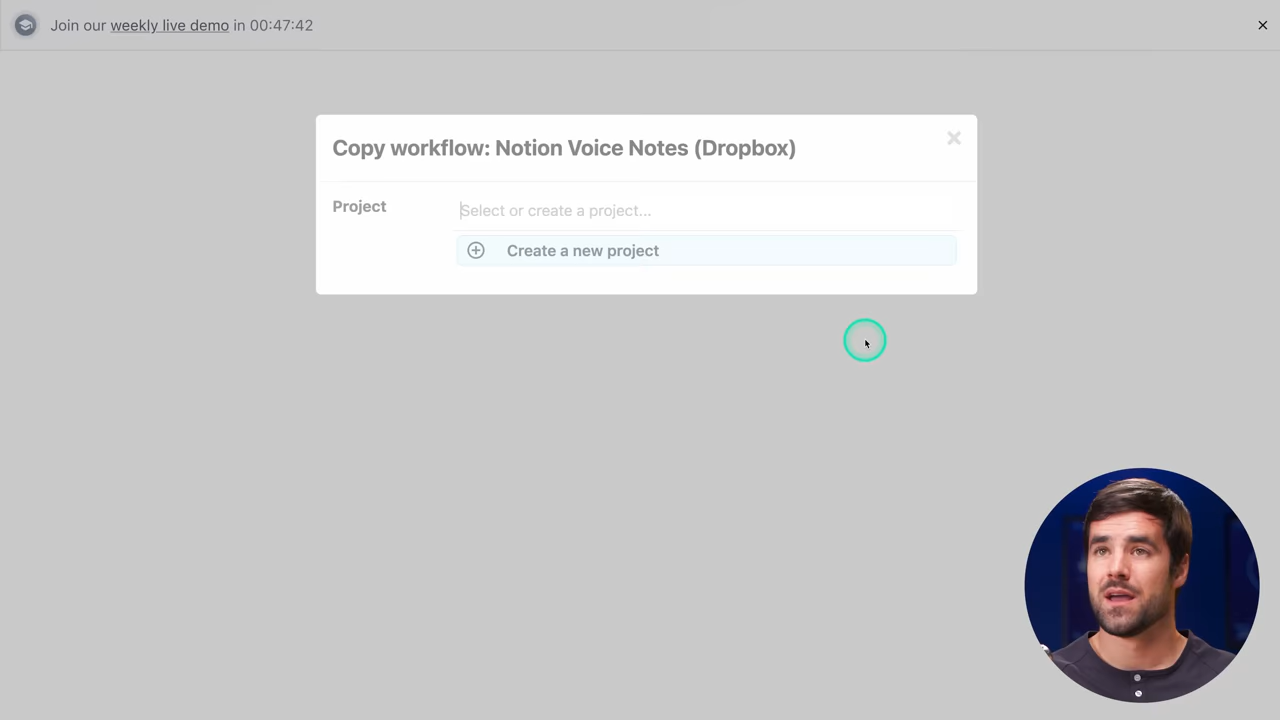 Join our weekly live demo in 00:47:42
Copy workflow: Notion Voice Notes (Dropbox)
Project
Select or create a project...
Create a new project